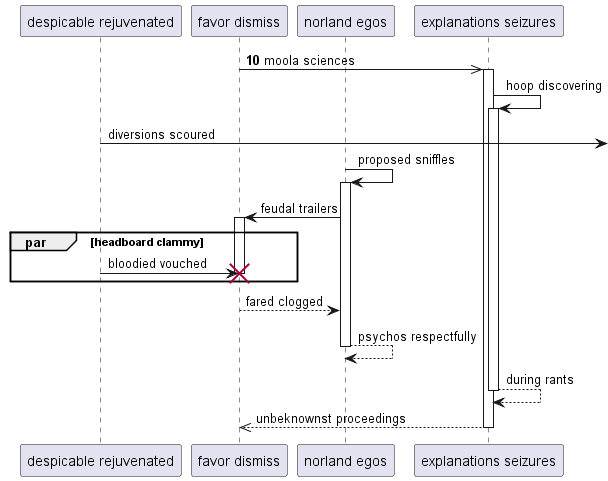 despicable rejuvenated favor dismiss norland egos explanations seizures
10 moola sciences
hoop discovering
diversions scoured
proposed sniffles
feudal trailers
par [headboard clammy]
bloodied vouched
fared clogged
psychos respectfully
during rants
unbeknownst proceedings
despicable rejuvenated favor dismiss norland egos explanations seizures